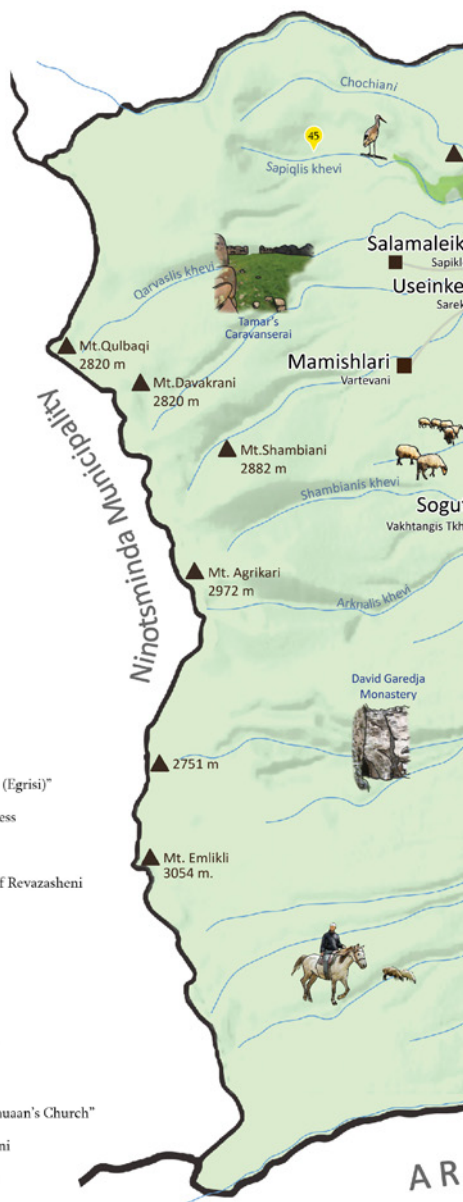 Chochiani
45
Sapiqlis khevi
Salamaleik
Sapikl
Useinke
Sarek
Qarvaslis khevi
Tamar's
Caravanserai
Mt.Qulbaqi
2820 m
Mt.Davakrani
2820 m
Mamishlari
Vartevani
Ninotsminda Municipality
Mt.Shambiani
2882 m
Shambianis khevi
Sogut
Vakhtangis Tkh
Mt. Agrikari
2972 m
Arknalis khevi
David Garedja
Monastery
2751 m
(Egrisi)”
ess
Mt. Emlikli
3054 m.
f Revazasheni
uaan's Church”
ni
A R